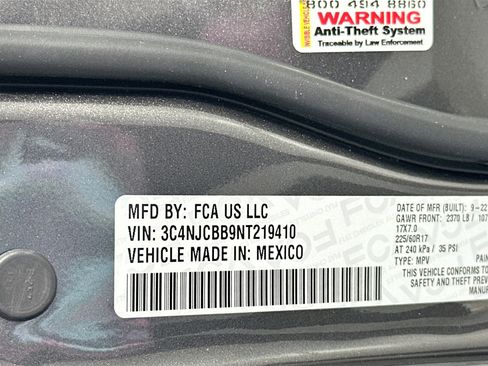 800 494 8860
WARNING
Anti-Theft System
Traceable by Law Enforcement
MFD BY: FCA US LLC
VIN: 3C4NJCBB9NT219410
VEHICLE MADE IN: MEXICO
DATE OF MFR (BUILT): 9-22
GAWR FRONT: 2370 LB / 107
17X7.0
225/60R17
AT 240 kPa / 35 PSI
TYPE: MPV PAIN
THIS VEHICLE CONFORMS TO
SAFETY AND THEFT PREV
MANU